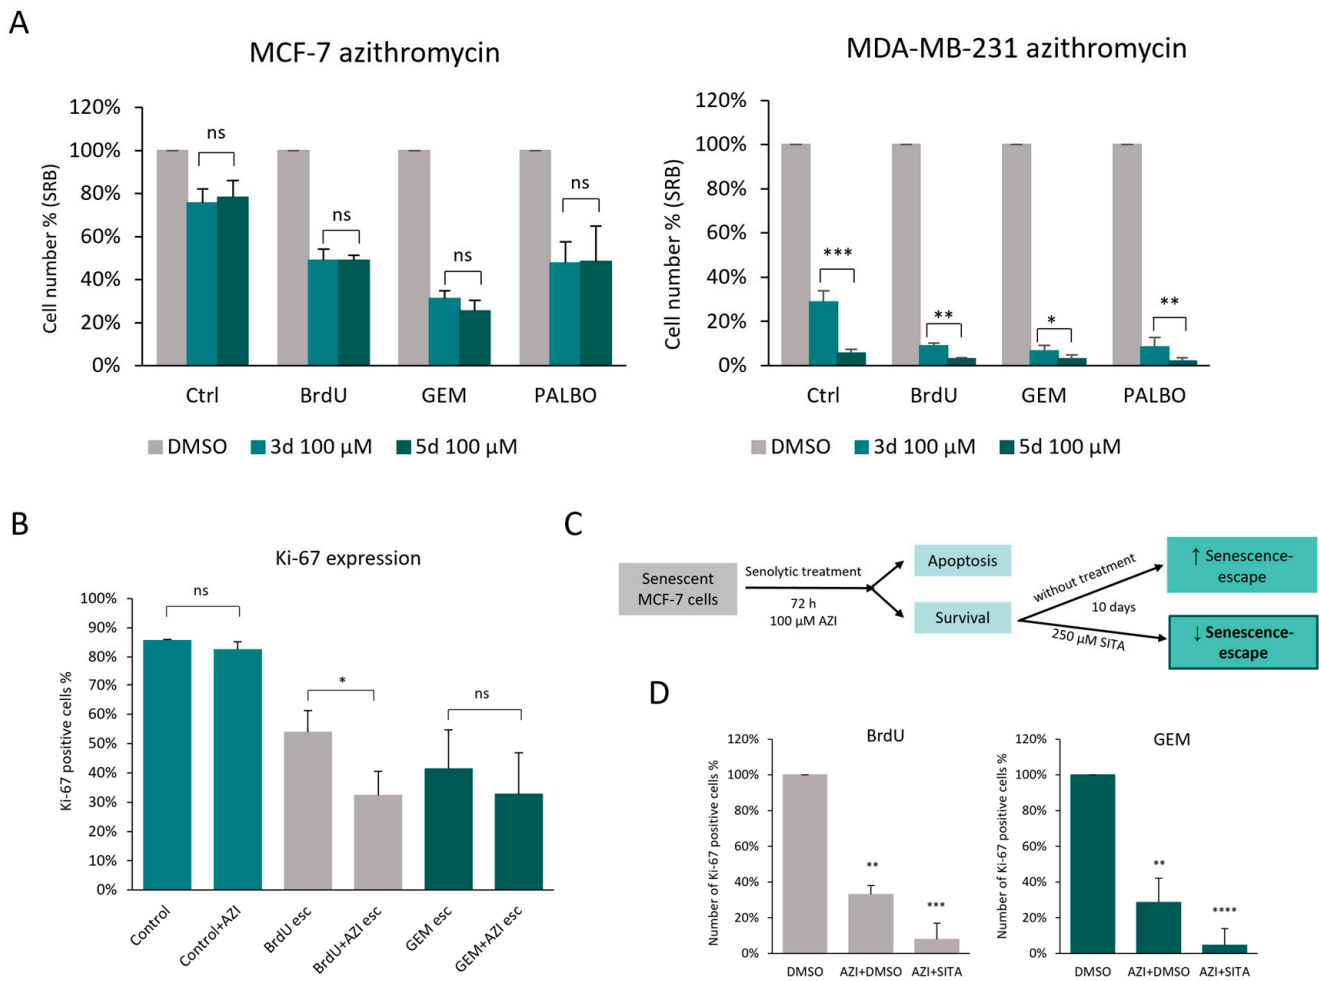 A
MCF-7 azithromycin
Cell number % (SRB)
120%
100%
80%
60%
40%
20%
0%
ns
ns
ns
ns
Ctrl
BrdU
GEM
PALBO
DMSO
3d 100 µM
5d 100 µM
MDA-MB-231 azithromycin
Cell number % (SRB)
120%
100%
80%
60%
40%
20%
0%
***
**
*
**
Ctrl
BrdU
GEM
PALBO
DMSO
3d 100 µM
5d 100 µM
B
Ki-67 expression
Ki-67 positive cells %
100%
90%
80%
70%
60%
50%
40%
30%
20%
10%
0%
ns
*
ns
Control
Control+AZI
BrdU esc
BrdU+AZI esc
GEM esc
GEM+AZI esc
C
Senescent
MCF-7 cells
Senolytic treatment
72 h
100 µM AZI
Apoptosis
Survival
without treatment
10 days
250 µM SITA
↑ Senescence-
escape
↓ Senescence-
escape
D
BrdU
Number of Ki-67 positive cells %
120%
100%
80%
60%
40%
20%
0%
**
***
DMSO
AZI+DMSO
AZI+SITA
GEM
Number of Ki-67 positive cells %
120%
100%
80%
60%
40%
20%
0%
**
****
DMSO
AZI+DMSO
AZI+SITA